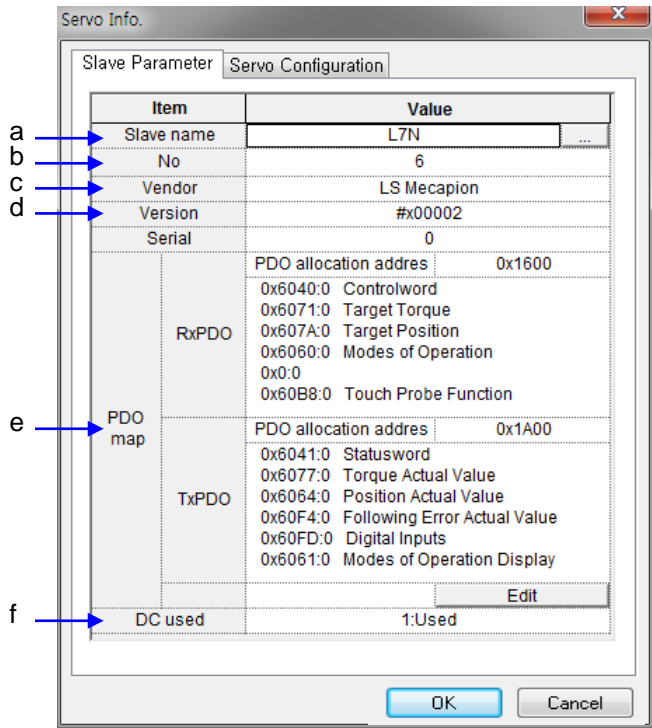 Servo Info.
x
Slave Parameter Servo Configuration
Item Value
a Slave name L7N ...
b No 6
c Vendor LS Mecapion
d Version #x00002
Serial 0
PDO allocation addres 0x1600
0x6040:0 Controlword
0x6071:0 Target Torque
0x607A:0 Target Position
RxPDO
0x6060:0 Modes of Operation
0x0:0
0x60B8:0 Touch Probe Function
e PDO map
PDO allocation addres 0x1A00
0x6041:0 Statusword
0x6077:0 Torque Actual Value
0x6064:0 Position Actual Value
TxPDO
0x60F4:0 Following Error Actual Value
0x60FD:0 Digital Inputs
0x6061:0 Modes of Operation Display
Edit
f DC used 1:Used
OK Cancel